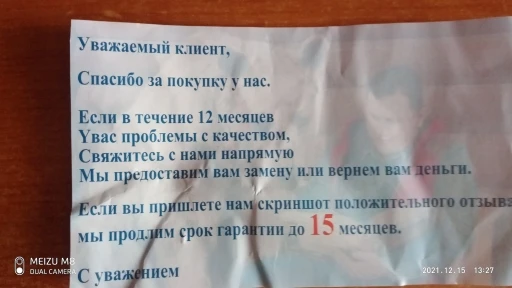 Уважаемый клиент,
Спасибо за покупку у нас.
Если в течение 12 месяцев
Yвас проблемы с качеством,
Свяжитесь с нами напрямую
Мы предоставим вам замену или вернем вам деньги.
Если вы пришлете нам скриншот положительного отзыва
мы продлим срок гарантии до 15 месяцев.
С уважением
MEIZU M8
DUAL CAMERA
2021.12.15 13:27